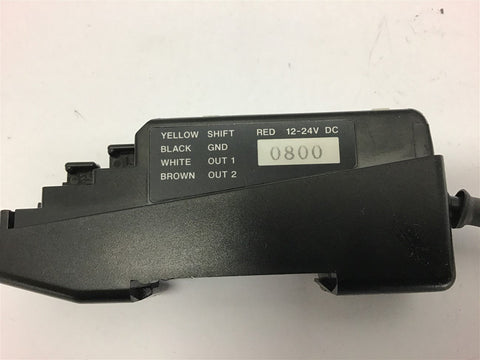 YELLOW SHIFT RED 12-24V DC
BLACK GND
WHITE OUT 1
BROWN OUT 2
0800